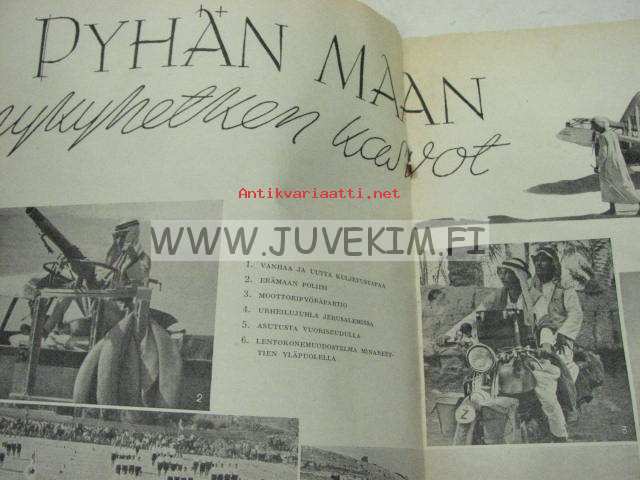 PYHÄN MAAN
nykyhetken kasvot
Antikvariaatti.net
WWW.JUVEKIM.FI
1. VANHAA JA UUTTA KULJETUSTAPAA
2. ERÄMAAN POLIISI
3. MOOTTORIPYÖRÄPARTIO
4. URHEILUJUHLA JERUSALEMISSA
5. ASUTUSTA VUORISEUDULLA
6. LENTOKONEMUODOSTELMA MINAREET-
TIEN YLÄPUOLELLA
2
3
Z